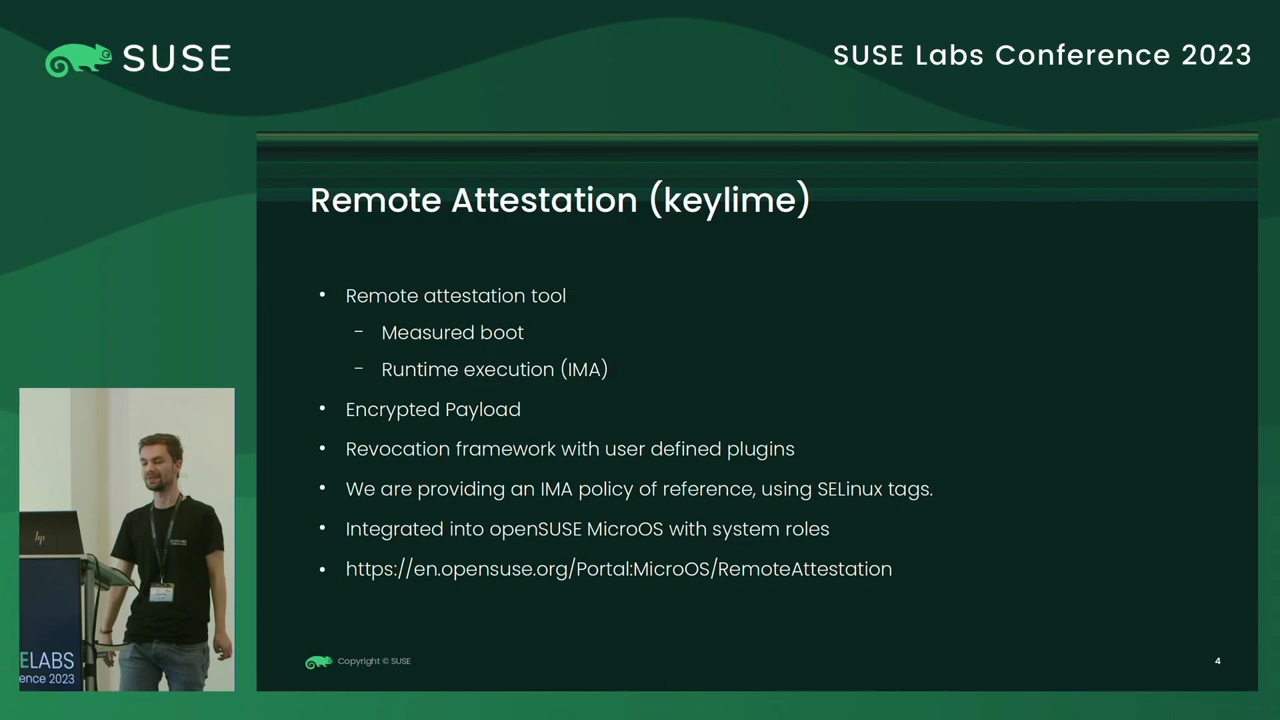 SUSE
SUSE Labs Conference 2023
Remote Attestation (keylime)
• Remote attestation tool
– Measured boot
– Runtime execution (IMA)
• Encrypted Payload
• Revocation framework with user defined plugins
• We are providing an IMA policy of reference, using SELinux tags.
• Integrated into openSUSE MicroOS with system roles
• https://en.opensuse.org/Portal:MicroOS/RemoteAttestation
hp
ELABS
ence 2023
Copyright © SUSE
4